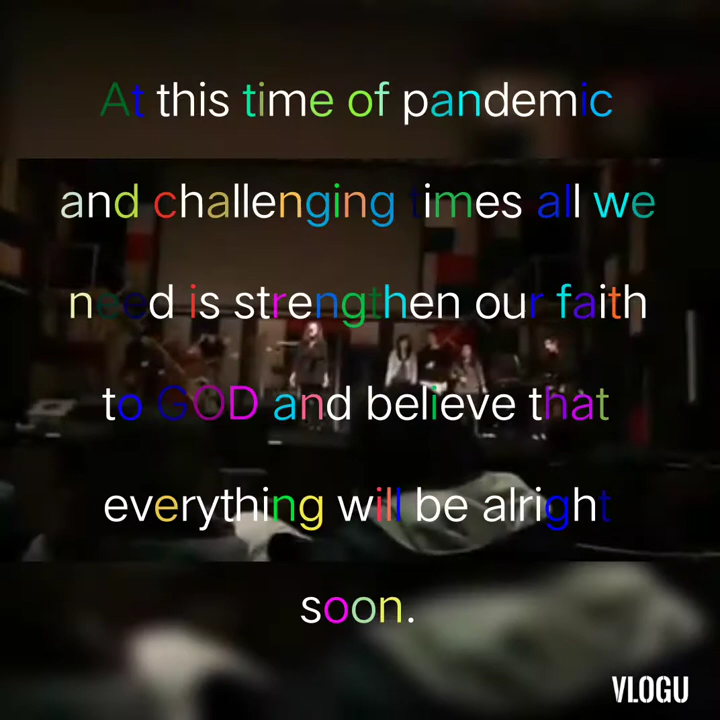 At this time of pandemic
and challenging times all we
need is strengthen our faith
to GOD and believe that
everything will be alright
soon.
VLOGU